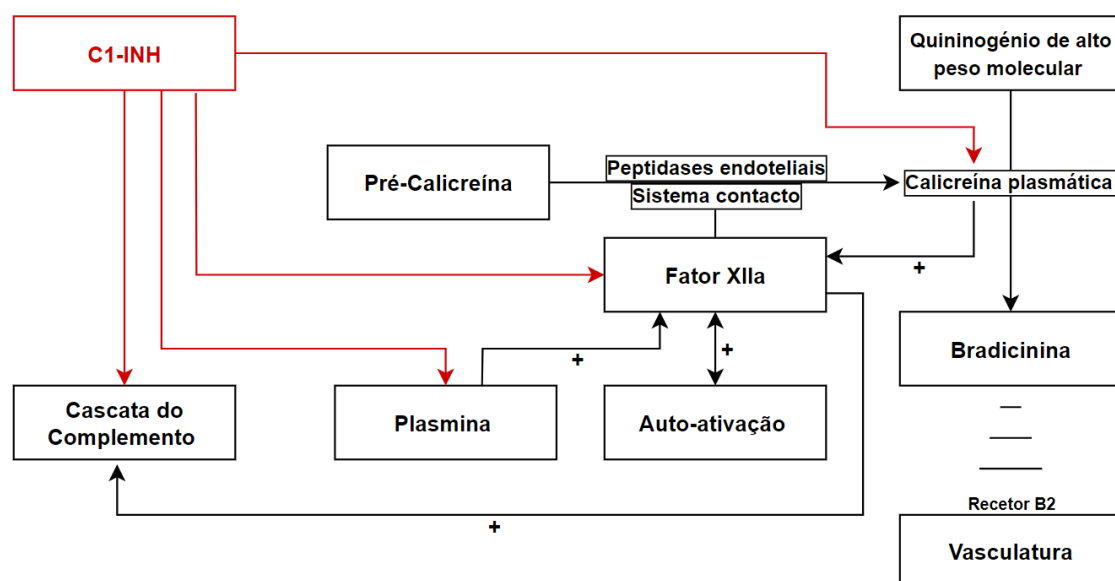 C1-INH
Quininogénio de alto
peso molecular
Peptidases endoteliais
Pré-Calicreína
Sistema contacto
Calicreína plasmática
Fator XIIa
+
+
+
Bradicinina
Cascata do
Complemento
Plasmina
Auto-ativação
Recetor B2
+
Vasculatura